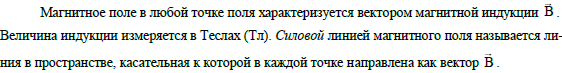 Магнитное поле в любой точке поля характеризуется вектором магнитной индукции B⃗ .
Величина индукции измеряется в Теслах (Тл). Силовой линией магнитного поля называется ли-
ния в пространстве, касательная к которой в каждой точке направлена как вектор B⃗ .